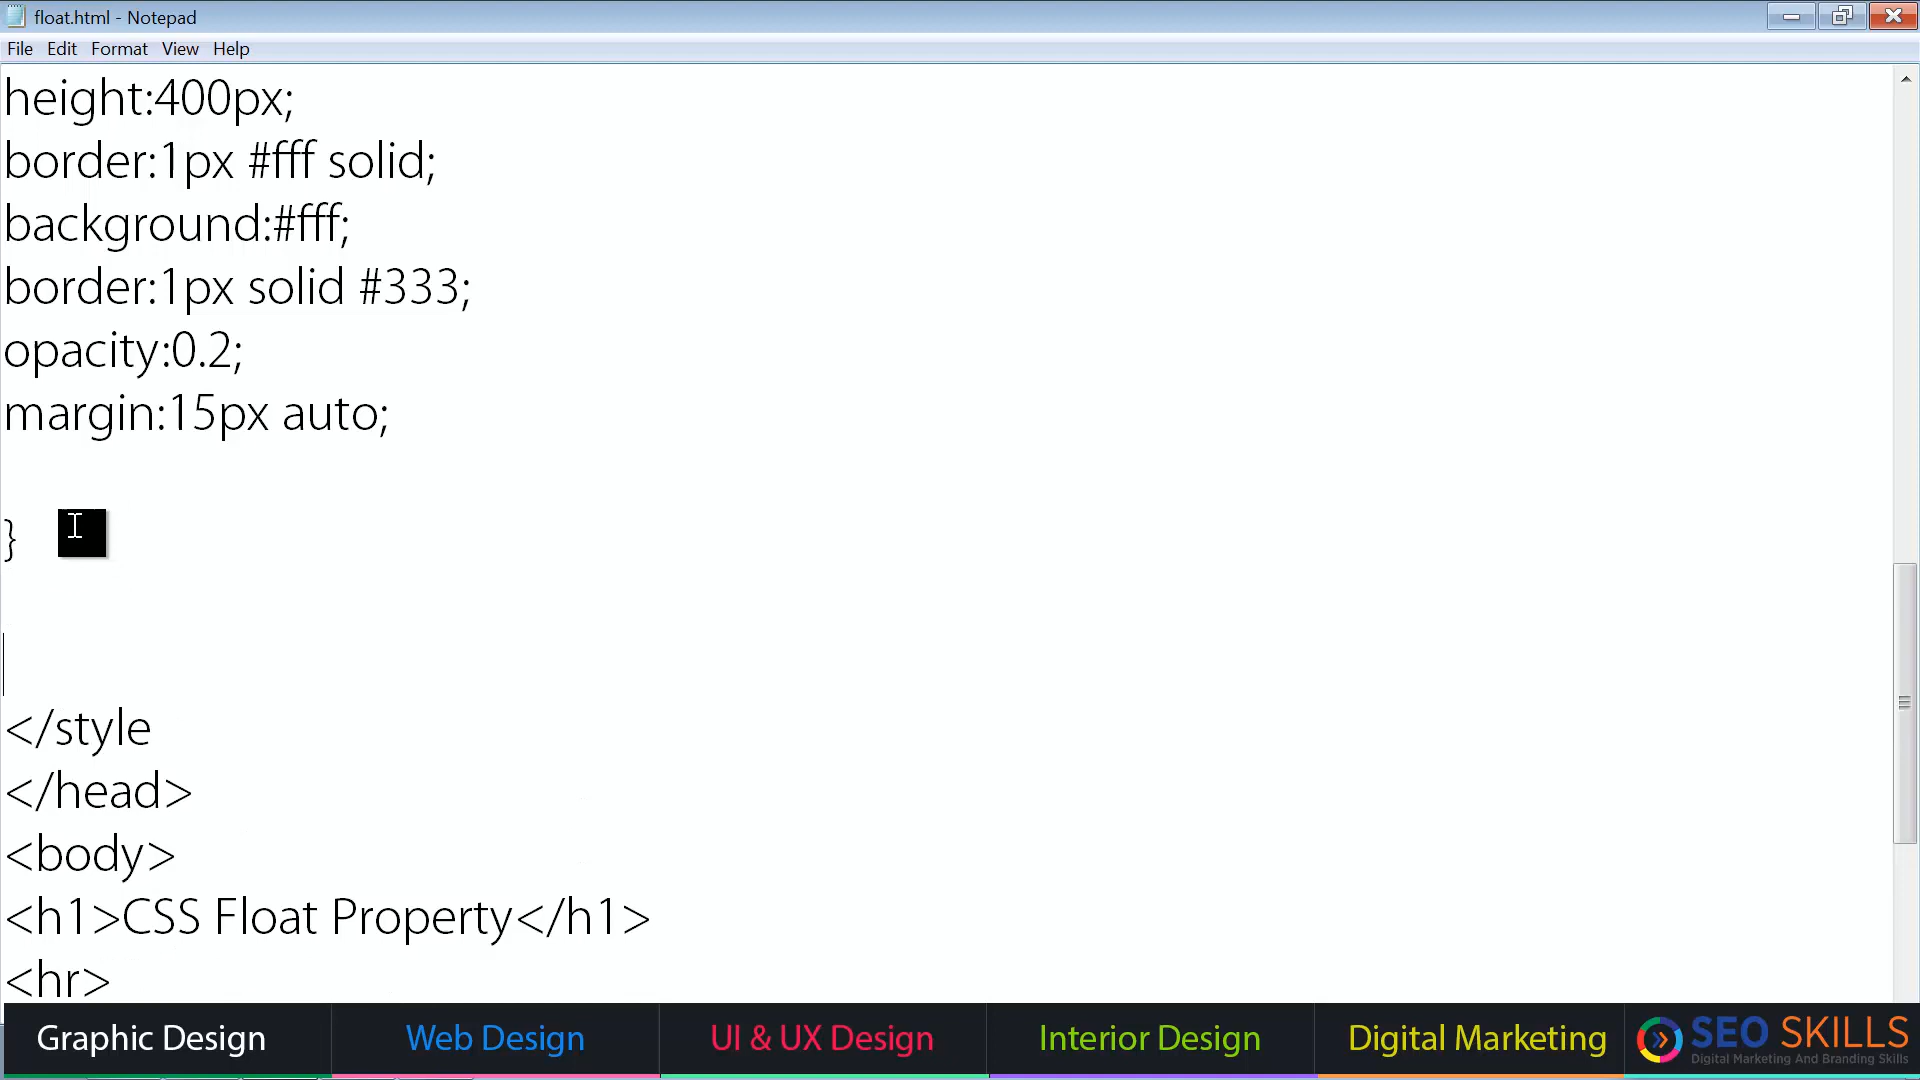 float.html - Notepad
File Edit Format View Help
height:400px;
border:1px #fff solid;
background:#fff;
border:1px solid #333;
opacity:0.2;
margin:15px auto;
}
</style
</head>
<body>
<h1>CSS Float Property</h1>
<hr>
Graphic Design Web Design UI & UX Design Interior Design Digital Marketing SEO SKILLS
Digital Marketing And Branding Skills